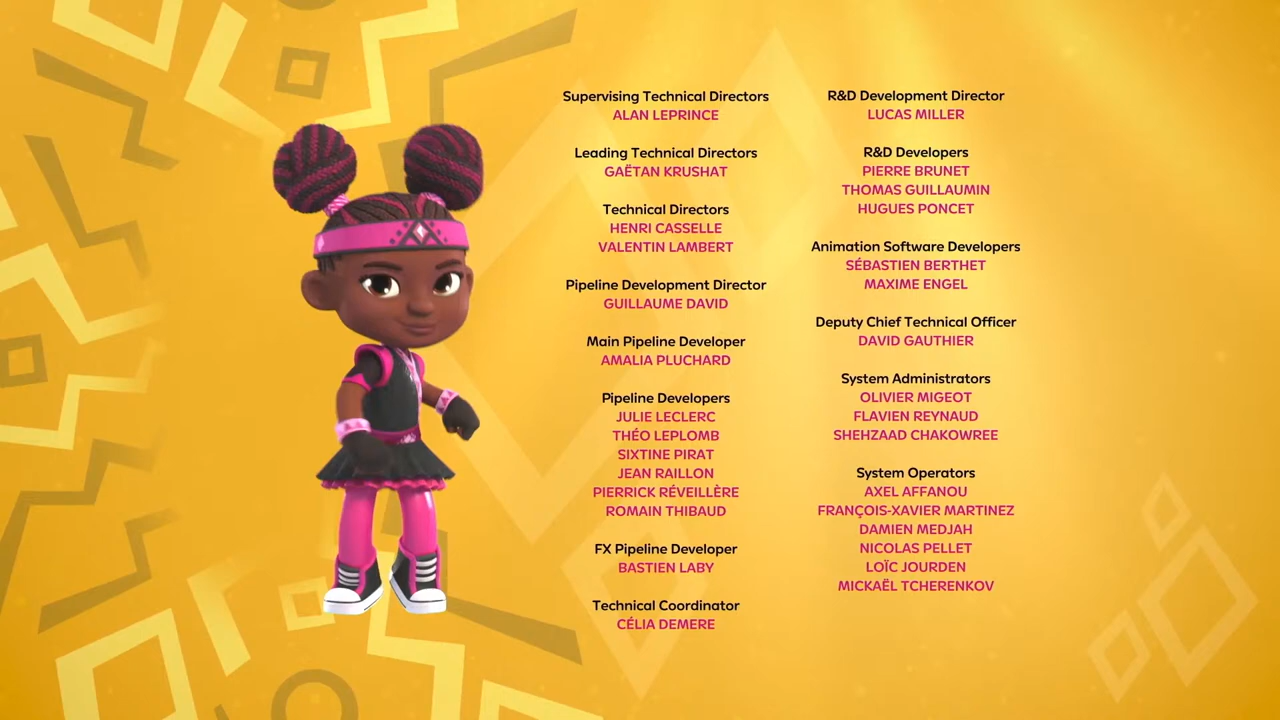 Supervising Technical Directors
ALAN LEPRINCE
Leading Technical Directors
GAËTAN KRUSHAT
Technical Directors
HENRI CASSELLE
VALENTIN LAMBERT
Pipeline Development Director
GUILLAUME DAVID
Main Pipeline Developer
AMALIA PLUCHARD
Pipeline Developers
JULIE LECLERC
THÉO LEPLOMB
SIXTINE PIRAT
JEAN RAILLON
PIERRICK RÉVEILLÈRE
ROMAIN THIBAUD
FX Pipeline Developer
BASTIEN LABY
Technical Coordinator
CÉLIA DEMERE
R&D Development Director
LUCAS MILLER
R&D Developers
PIERRE BRUNET
THOMAS GUILLAUMIN
HUGUES PONCET
Animation Software Developers
SÉBASTIEN BERTHET
MAXIME ENGEL
Deputy Chief Technical Officer
DAVID GAUTHIER
System Administrators
OLIVIER MIGEOT
FLAVIEN REYNAUD
SHEHZAAD CHAKOWREE
System Operators
AXEL AFFANOU
FRANÇOIS-XAVIER MARTINEZ
DAMIEN MEDJAH
NICOLAS PELLET
LOÏC JOURDEN
MICKAËL TCHERENKOV